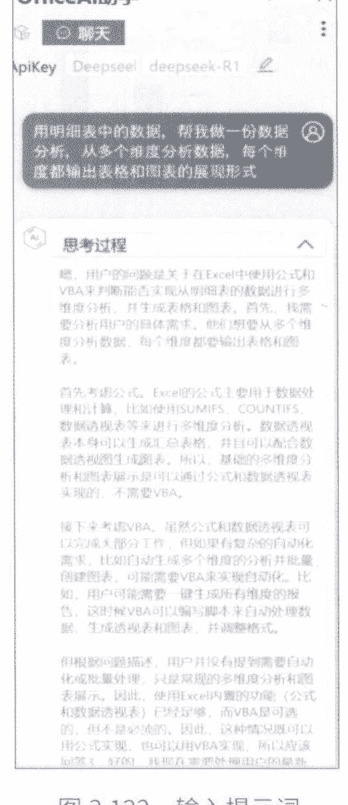 OfficeAI助手
聊天
ApiKey Deepseel deepseek-R1
用明细表中的数据，帮我做一份数据
分析，从多个维度分析数据，每个维
度都输出表格和图表的展现形式
思考过程
嗯，用户的问题是关于在Excel中使用公式和
VBA来判断能否实现从明细表的数据进行多
维度分析，并生成表格和图表。首先，我需
要分析用户的具体需求。他们想要从多个维
度分析数据，每个维度都要输出表格和图
表。
首先考虑公式。Excel的公式主要用于数据处
理和计算，比如使用SUMIFS、COUNTIFS、
数据透视表等来进行多维度分析。数据透视
表本身可以生成汇总表格，并且可以配合数
据透视图生成图表。所以，基础的多维度分
析和图表展示是可以通过公式和数据透视表
实现的，不需要VBA。
接下来考虑VBA。虽然公式和数据透视表可
以完成大部分工作，但如果有复杂的自动化
需求，比如自动生成多个维度的分析并批量
创建图表，可能需要VBA来实现自动化。比
如，用户可能需要一键生成所有维度的报
告，这时候VBA可以编写脚本来自动处理数
据，生成透视表和图表，并调整格式。
但根据问题描述，用户并没有提到需要自动
化或批量处理，只是常规的多维度分析和图
表展示。因此，使用Excel内置的功能（公式
和数据透视表）已经足够，而VBA是可选
的，但不是必须的。因此，这种情况既可以
用公式实现，也可以用VBA实现，所以应该
图 2-122 输入提示词